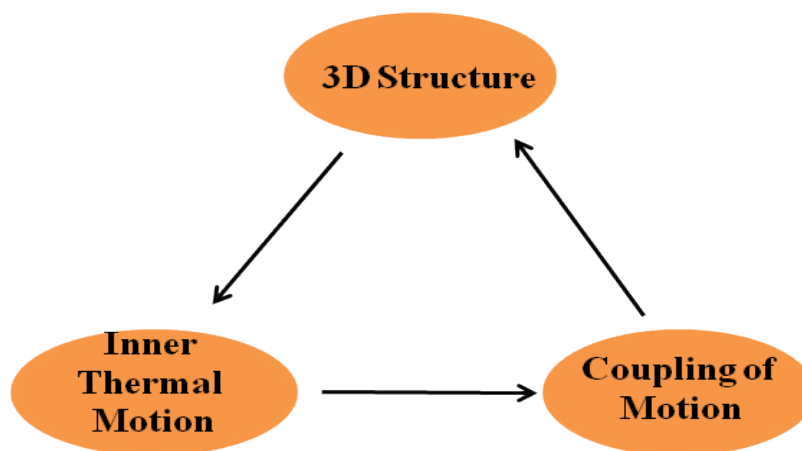 3D Structure
Inner
Thermal
Motion
Coupling of
Motion